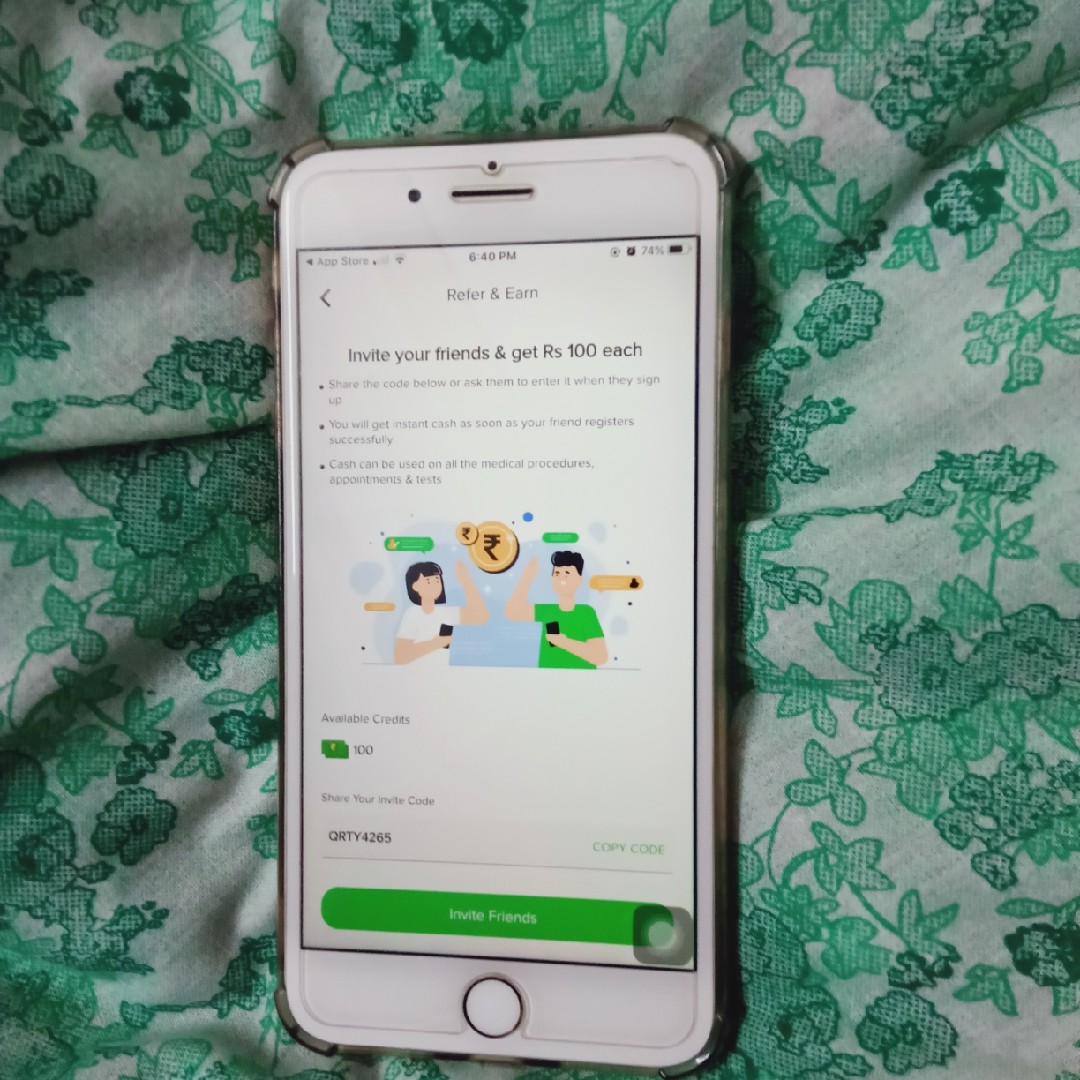 App Store
6:40 PM
74%
Refer & Earn
Invite your friends & get Rs 100 each
Share the code below or ask them to enter it when they sign
up
You will get instant cash as soon as your friend registers
successfully
Cash can be used on all the medical procedures,
appointments & tests
₹ ₹
Available Credits
₹ 100
Share Your Invite Code
QRTY4265
COPY CODE
Invite Friends